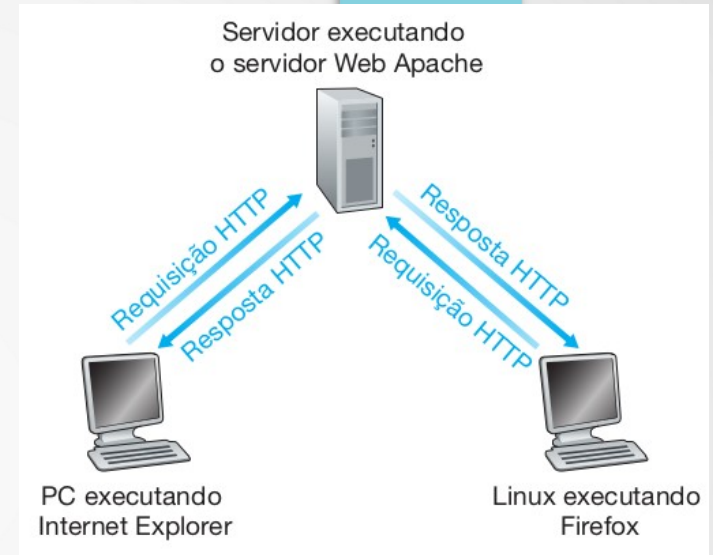 Servidor executando
o servidor Web Apache
Requisição HTTP
Resposta HTTP
Resposta HTTP
Requisição HTTP
PC executando
Internet Explorer
Linux executando
Firefox